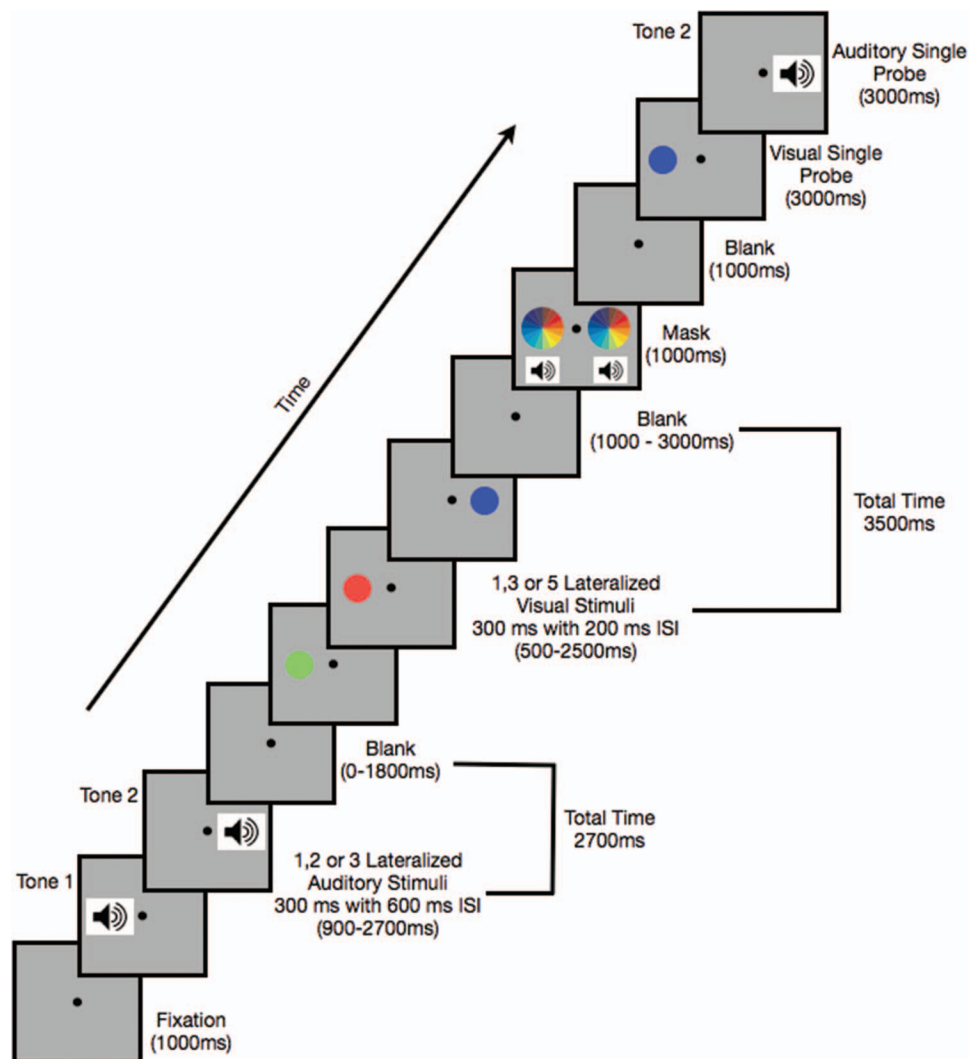 Tone 2
Auditory Single
Probe
(3000ms)
Visual Single
Probe
(3000ms)
Blank
(1000ms)
Mask
(1000ms)
Time
Blank
(1000 - 3000ms)
Total Time
3500ms
1,3 or 5 Lateralized
Visual Stimuli
300 ms with 200 ms ISI
(500-2500ms)
Blank
(0-1800ms)
Tone 2
Total Time
2700ms
1,2 or 3 Lateralized
Auditory Stimuli
300 ms with 600 ms ISI
(900-2700ms)
Tone 1
Fixation
(1000ms)